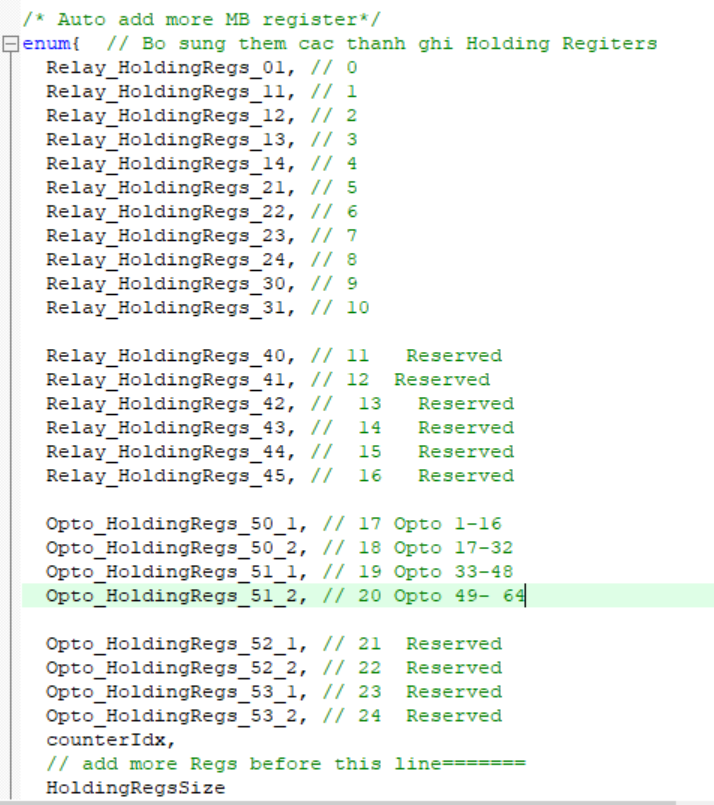 /* Auto add more MB register*/
enum{  // Bo sung them cac thanh ghi Holding Regiters
Relay_HoldingRegs_01, // 0
Relay_HoldingRegs_11, // 1
Relay_HoldingRegs_12, // 2
Relay_HoldingRegs_13, // 3
Relay_HoldingRegs_14, // 4
Relay_HoldingRegs_21, // 5
Relay_HoldingRegs_22, // 6
Relay_HoldingRegs_23, // 7
Relay_HoldingRegs_24, // 8
Relay_HoldingRegs_30, // 9
Relay_HoldingRegs_31, // 10
Relay_HoldingRegs_40, // 11   Reserved
Relay_HoldingRegs_41, // 12  Reserved
Relay_HoldingRegs_42, //  13   Reserved
Relay_HoldingRegs_43, //  14   Reserved
Relay_HoldingRegs_44, //  15   Reserved
Relay_HoldingRegs_45, //  16   Reserved
Opto_HoldingRegs_50_1, // 17 Opto 1-16
Opto_HoldingRegs_50_2, // 18 Opto 17-32
Opto_HoldingRegs_51_1, // 19 Opto 33-48
Opto_HoldingRegs_51_2, // 20 Opto 49- 64
Opto_HoldingRegs_52_1, // 21  Reserved
Opto_HoldingRegs_52_2, // 22  Reserved
Opto_HoldingRegs_53_1, // 23  Reserved
Opto_HoldingRegs_53_2, // 24  Reserved
counterIdx,
// add more Regs before this line=======
HoldingRegsSize